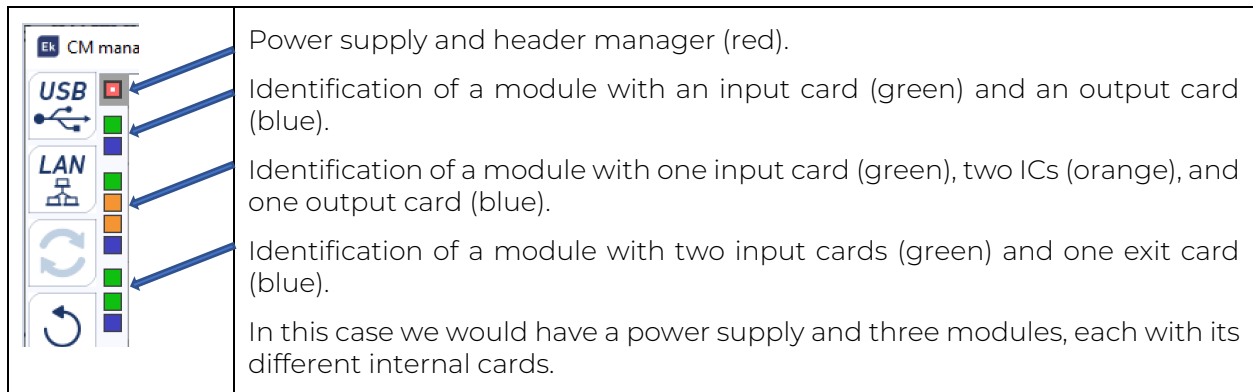 Ek CM mana
USB
LAN
Power supply and header manager (red).
Identification of a module with an input card (green) and an output card
(blue).
Identification of a module with one input card (green), two ICs (orange), and
one output card (blue).
Identification of a module with two input cards (green) and one exit card
(blue).
In this case we would have a power supply and three modules, each with its
different internal cards.